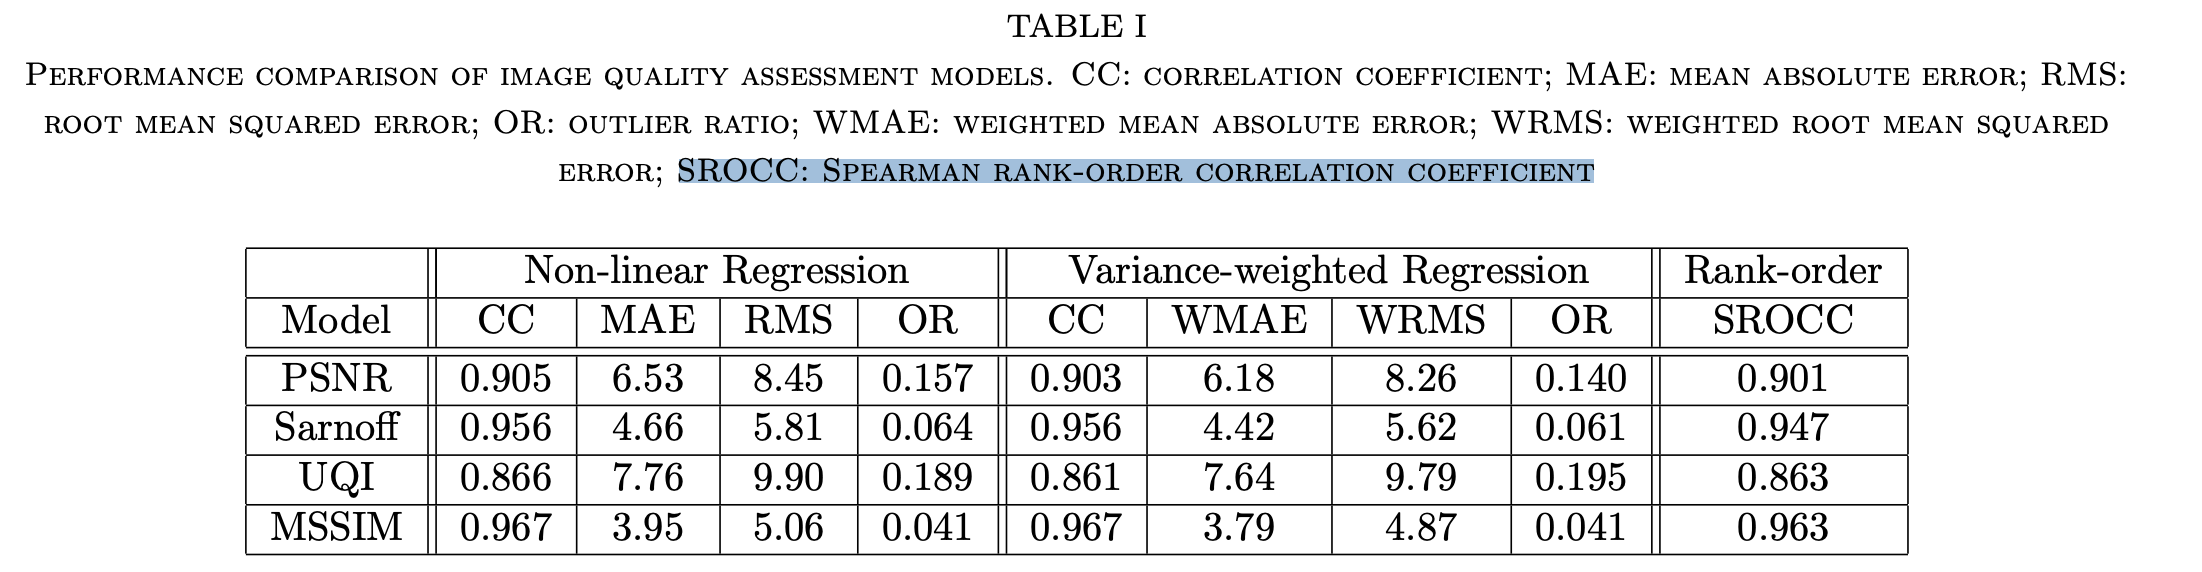 TABLE I
Performance comparison of image quality assessment models. CC: correlation coefficient; MAE: mean absolute error; RMS:
root mean squared error; OR: outlier ratio; WMAE: weighted mean absolute error; WRMS: weighted root mean squared
error; SROCC: Spearman rank-order correlation coefficient
Non-linear Regression Variance-weighted Regression Rank-order
Model CC MAE RMS OR CC WMAE WRMS OR SROCC
PSNR 0.905 6.53 8.45 0.157 0.903 6.18 8.26 0.140 0.901
Sarnoff 0.956 4.66 5.81 0.064 0.956 4.42 5.62 0.061 0.947
UQI 0.866 7.76 9.90 0.189 0.861 7.64 9.79 0.195 0.863
MSSIM 0.967 3.95 5.06 0.041 0.967 3.79 4.87 0.041 0.963